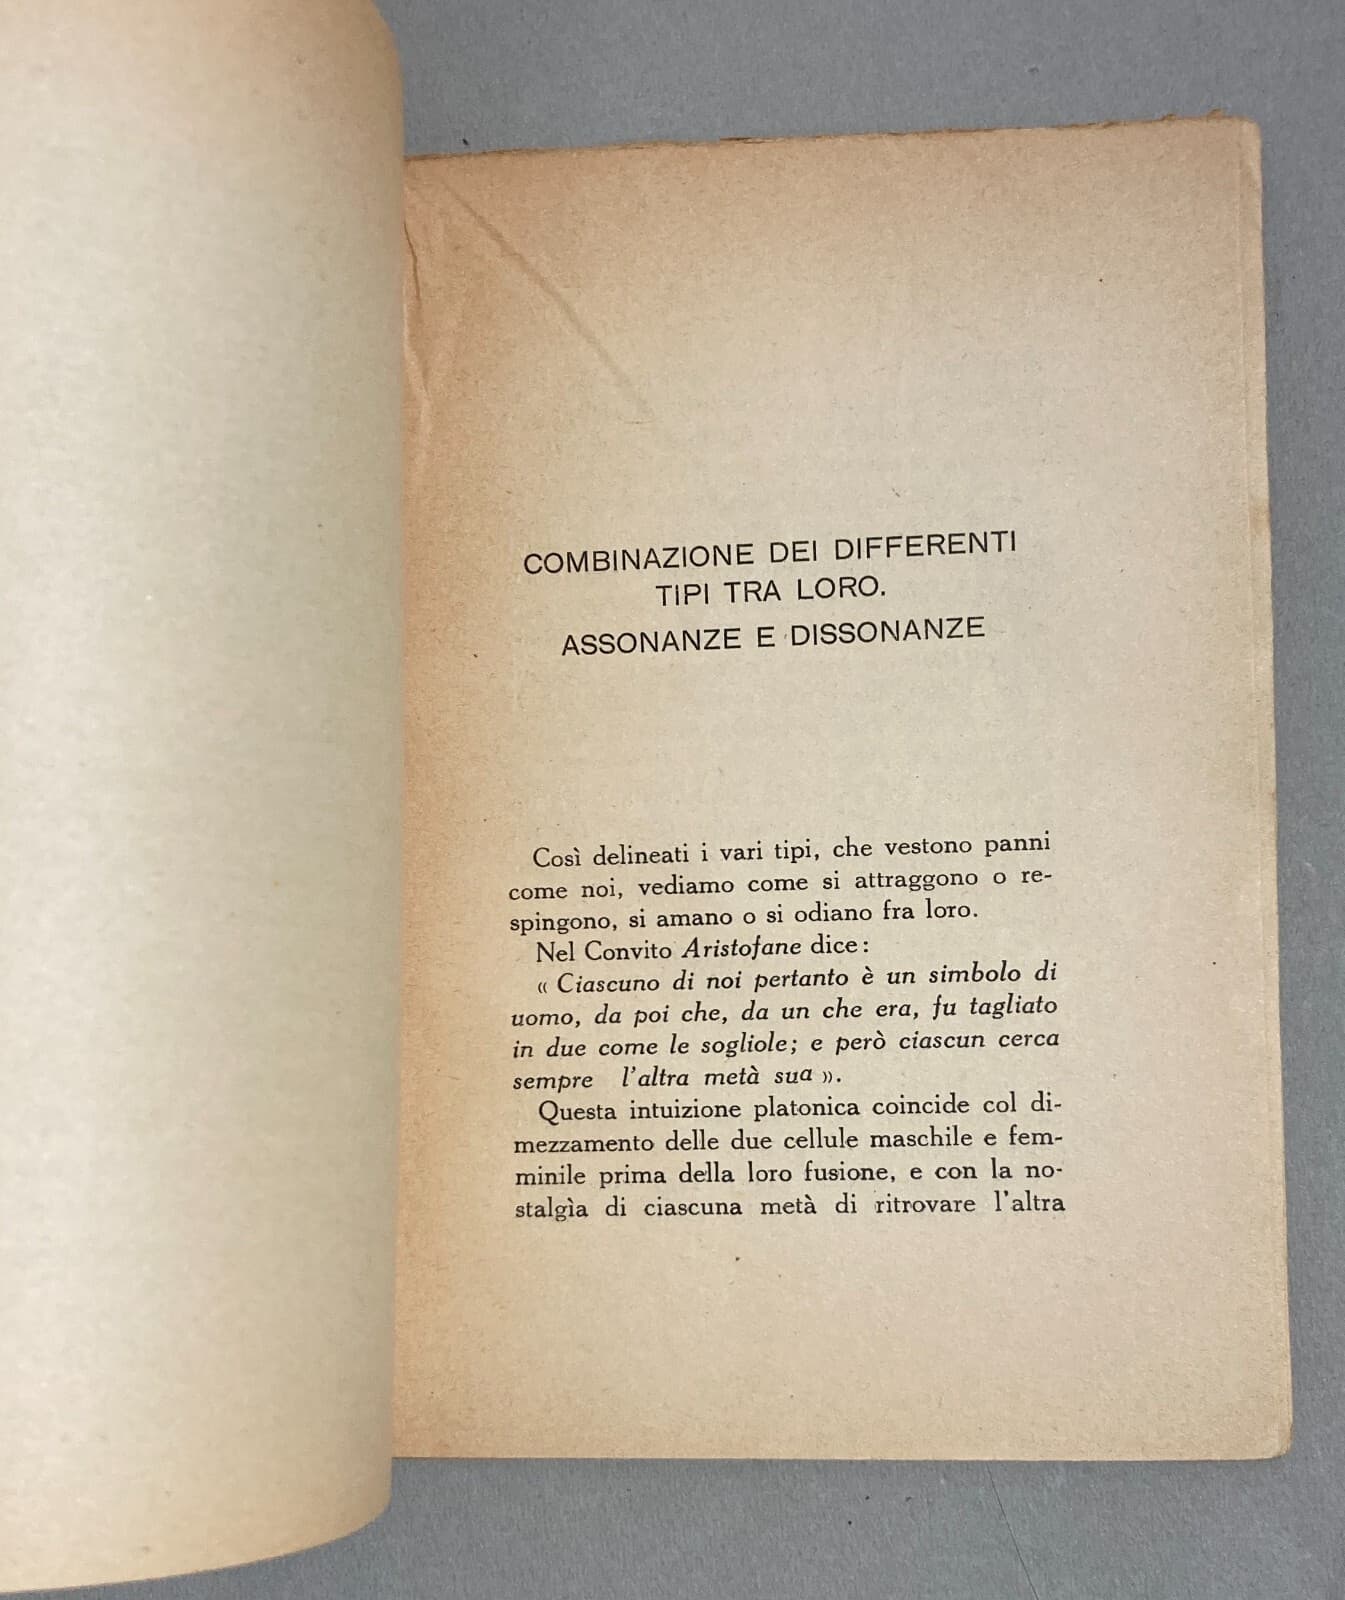 COMBINAZIONE DEI DIFFERENTI
TIPI TRA LORO.
ASSONANZE E DISSONANZE
Così delineati i vari tipi, che vestono panni
come noi, vediamo come si attraggono o re-
spingono, si amano o si odiano fra loro.
Nel Convito Aristofane dice:
« Ciascuno di noi pertanto è un simbolo di
uomo, da poi che, da un che era, fu tagliato
in due come le sogliole; e però ciascun cerca
sempre l'altra metà sua ».
Questa intuizione platonica coincide col di-
mezzamento delle due cellule maschile e fem-
minile prima della loro fusione, e con la no-
stalgìa di ciascuna metà di ritrovare l'altra